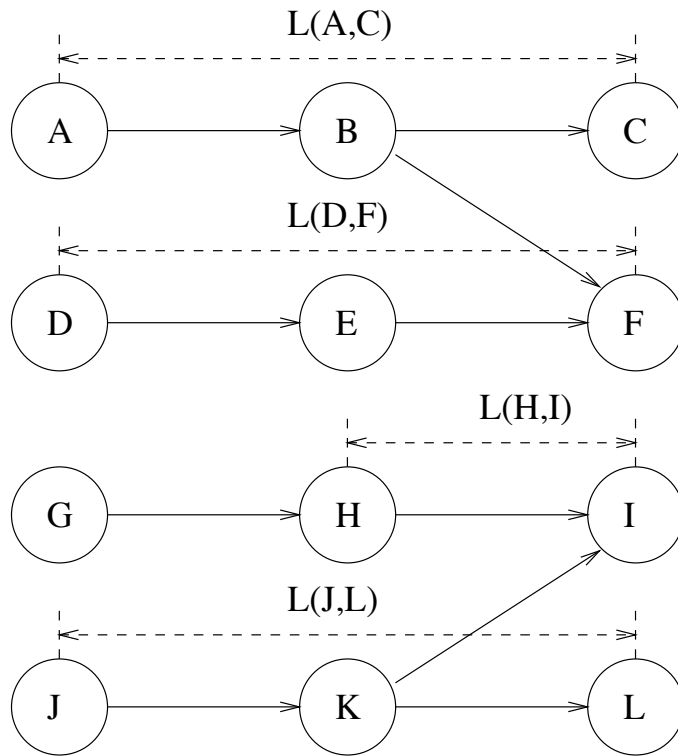 L(A,C)
A B C
L(D,F)
D E F
L(H,I)
G H I
L(J,L)
J K L